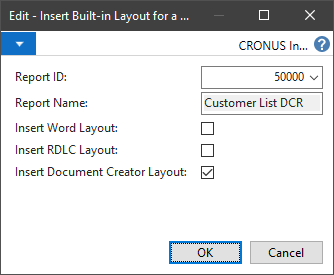 Edit - Insert Built-in Layout for a ...
CRONUS In... ?
Report ID: 50000
Report Name: Customer List DCR
Insert Word Layout:
Insert RDLC Layout:
Insert Document Creator Layout:
OK Cancel